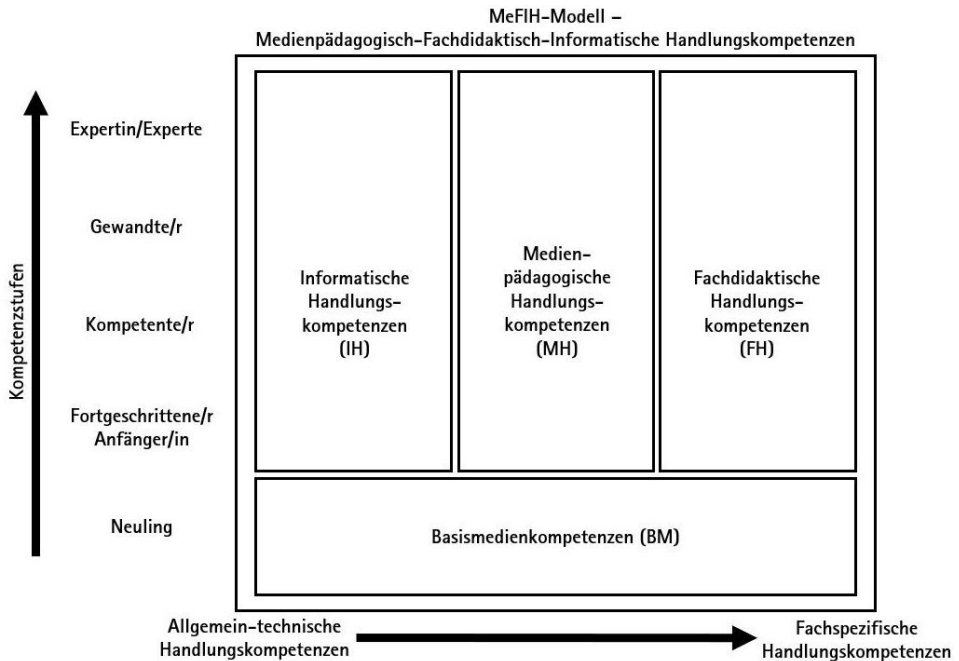 MeFIH-Modell –
Medienpädagogisch-Fachdidaktisch-Informatische Handlungskompetenzen
Kompetenzstufen
Expertin/Experte
Gewandte/r
Kompetente/r
Fortgeschrittene/r
Anfänger/in
Neuling
Informatische
Handlungs-
kompetenzen
(IH)
Medien-
pädagogische
Handlungs-
kompetenzen
(MH)
Fachdidaktische
Handlungs-
kompetenzen
(FH)
Basismedienkompetenzen (BM)
Allgemein-technische
Handlungskompetenzen
Fachspezifische
Handlungskompetenzen